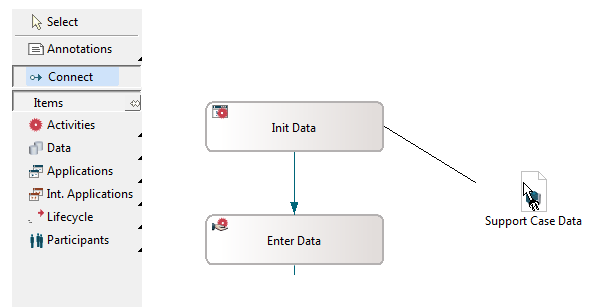 Select
Annotations
Connect
Items
Activities
Data
Applications
Int. Applications
Lifecycle
Participants
Init Data
Enter Data
Support Case Data